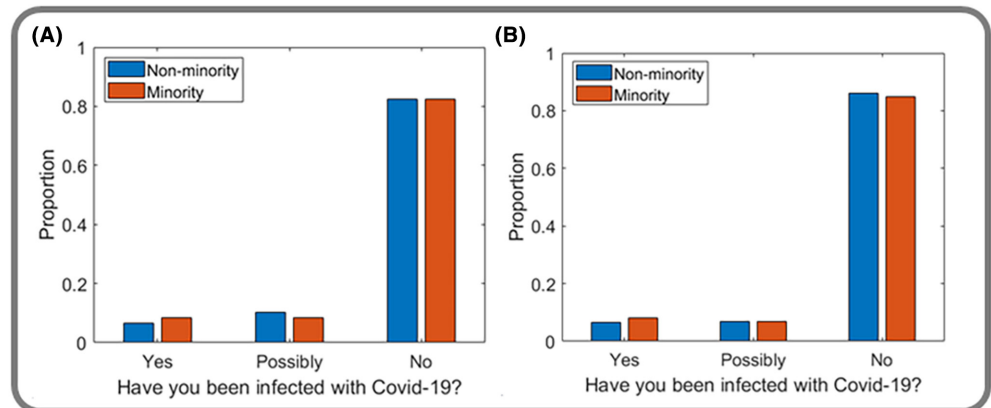 (A)
1
0.8
0.6
0.4
0.2
0
Proportion
Non-minority
Minority
Yes Possibly No
Have you been infected with Covid-19?
(B)
1
0.8
0.6
0.4
0.2
0
Proportion
Non-minority
Minority
Yes Possibly No
Have you been infected with Covid-19?